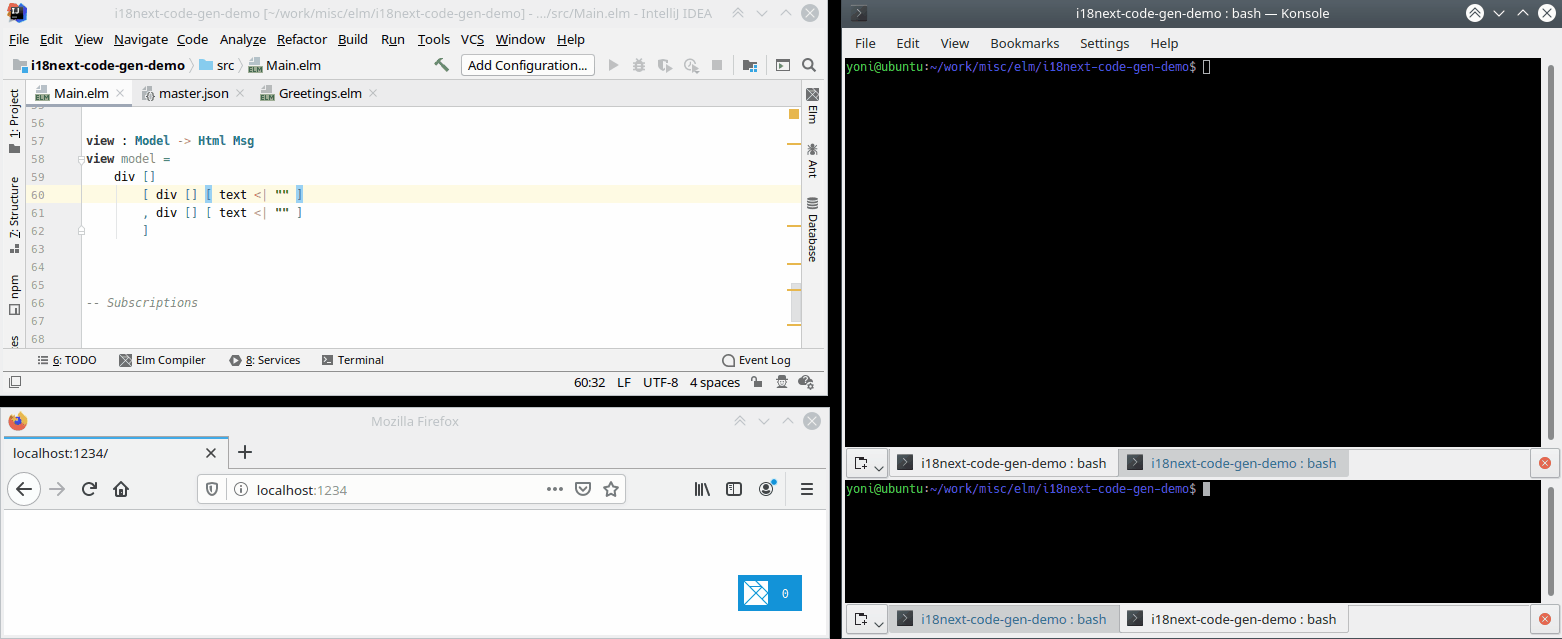 i18next-code-gen-demo [~/work/misc/elm/i18next-code-gen-demo] - .../src/Main.elm - IntelliJ IDEA
File Edit View Navigate Code Analyze Refactor Build Run Tools VCS Window Help
i18next-code-gen-demo src Main.elm Add Configuration...
Main.elm master.json Greetings.elm
1: Project
7: Structure
npm
Elm
Ant
Database
55
56
57 view : Model -> Html Msg
58 view model =
59 div []
60 [ div [] [ text <| "" ]
61 , div [] [ text <| "" ]
62 ]
63
64
65
66 -- Subscriptions
67
68
6: TODO Elm Compiler 8: Services Terminal Event Log
60:32 LF UTF-8 4 spaces
Mozilla Firefox
localhost:1234/
localhost:1234
0
i18next-code-gen-demo : bash — Konsole
File Edit View Bookmarks Settings Help
yoni@ubuntu:~/work/misc/elm/i18next-code-gen-demo$
i18next-code-gen-demo : bash i18next-code-gen-demo : bash
yoni@ubuntu:~/work/misc/elm/i18next-code-gen-demo$
i18next-code-gen-demo : bash i18next-code-gen-demo : bash